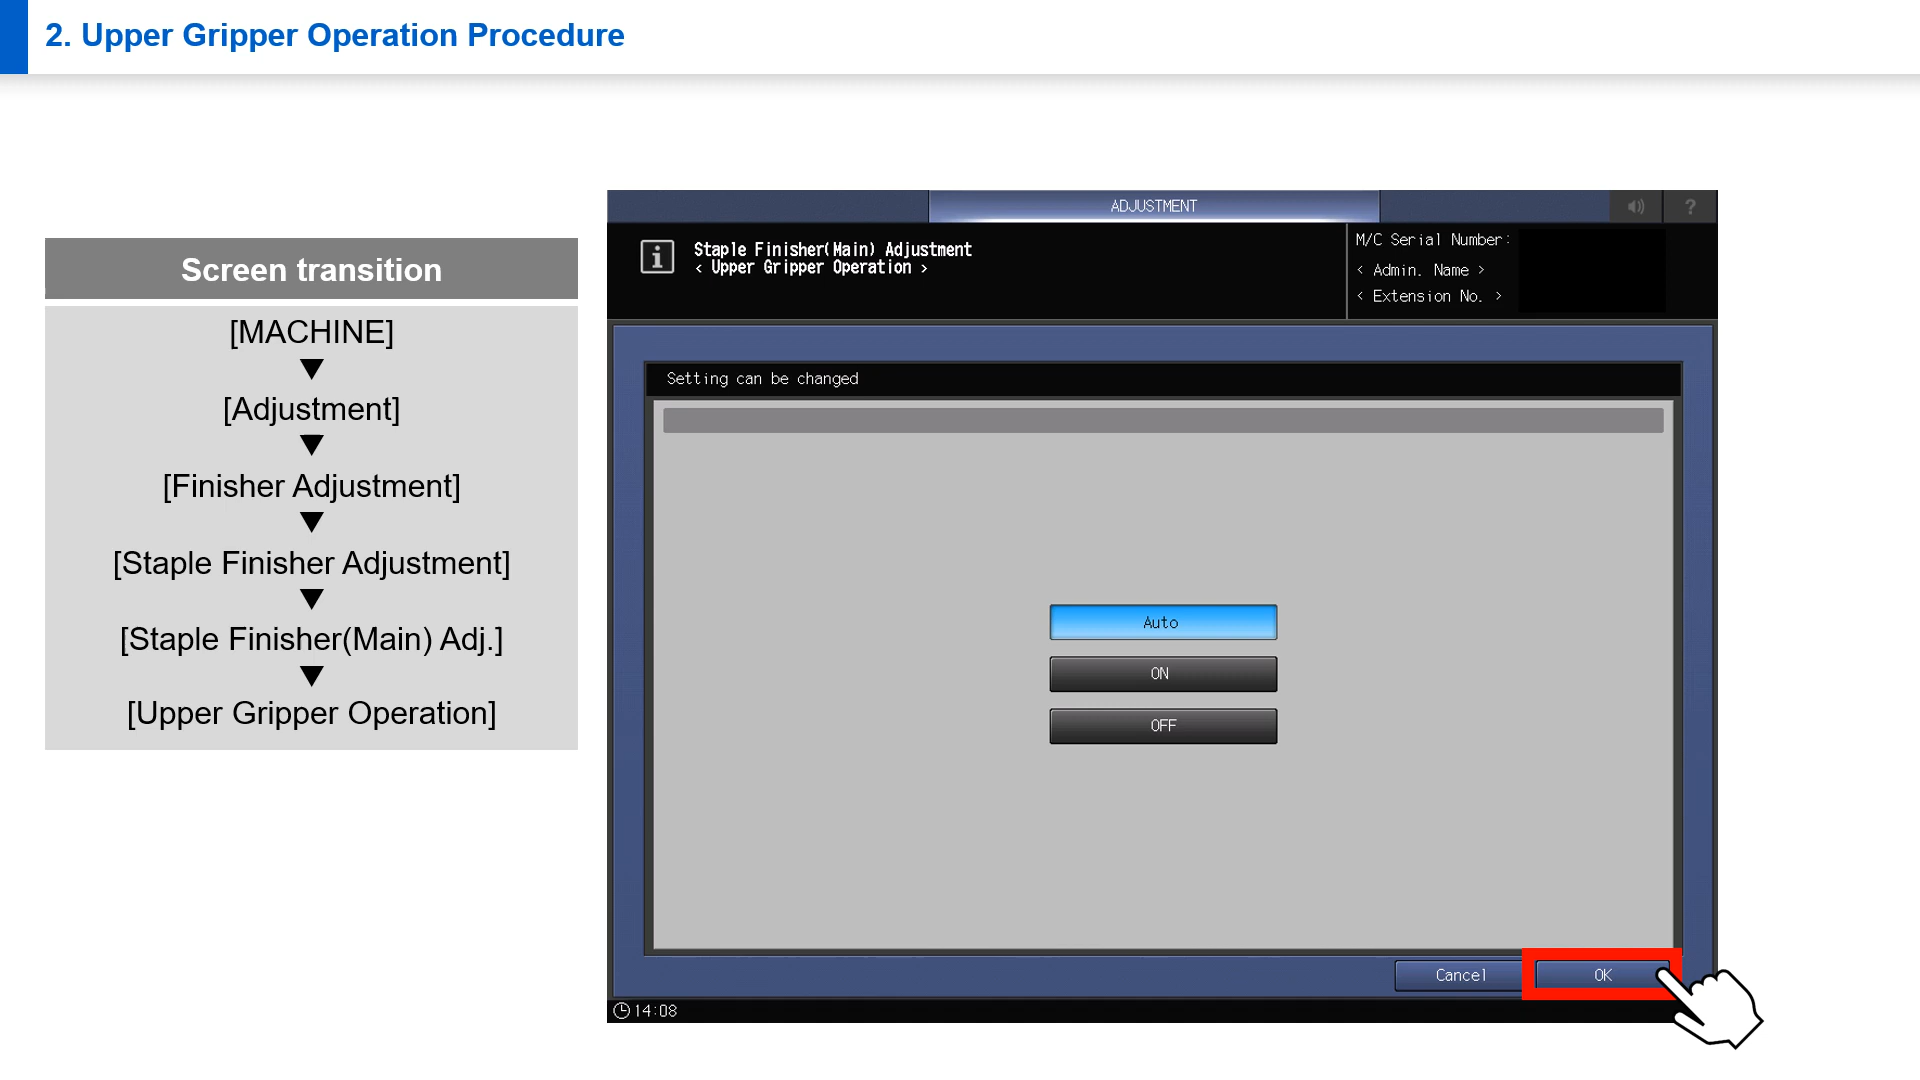 2. Upper Gripper Operation Procedure
Screen transition
[MACHINE]
▼
[Adjustment]
▼
[Finisher Adjustment]
▼
[Staple Finisher Adjustment]
▼
[Staple Finisher(Main) Adj.]
▼
[Upper Gripper Operation]
ADJUSTMENT
?
Staple Finisher(Main) Adjustment
< Upper Gripper Operation >
M/C Serial Number:
< Admin. Name >
< Extension No. >
Setting can be changed
Auto
ON
OFF
Cancel
OK
14:08